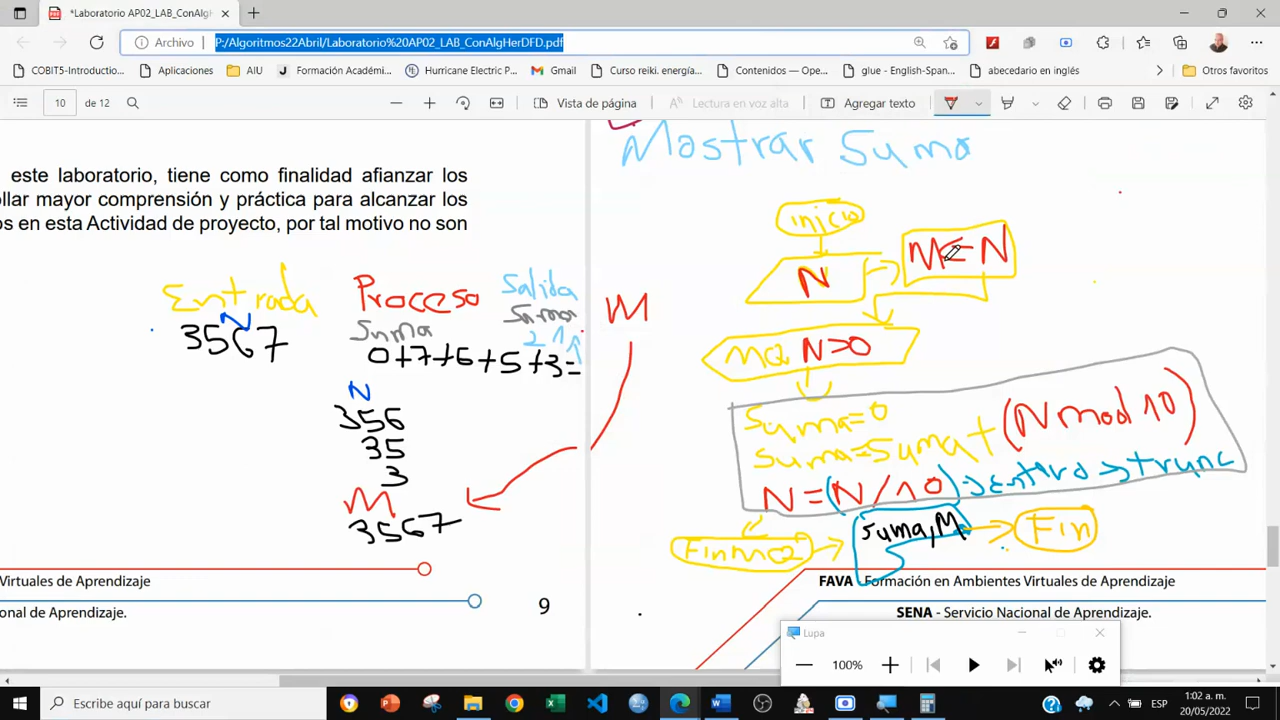 *Laboratorio AP02_LAB_ConAlgHe
Archivo P:/Algoritmos22Abril/Laboratorio%20AP02_LAB_ConAlgHerDFD.pdf
COBIT5-Introductio... Aplicaciones AIU Formación Académi... Hurricane Electric P... Gmail Curso reiki. energía... Contenidos — Ope... glue - English-Span... abecedario en inglés Otros favoritos
10 de 12 Vista de página Lectura en voz alta Agregar texto
Mostrar Suma
este laboratorio, tiene como finalidad afianzar los
ollar mayor comprensión y práctica para alcanzar los
os en esta Actividad de proyecto, por tal motivo no son
Entrada Proceso Salida
N Suma Suma
3567 21
0+7+6+5+3=
N
356
35
3
M
3567
M
inicio
N
M←N
MQ N>0
Suma=0
Suma=Suma+(N mod 10)
N=(N/10)→Entero→trunc
FinMQ Suma,M Fin
Virtuales de Aprendizaje
onal de Aprendizaje.
9
FAVA - Formación en Ambientes Virtuales de Aprendizaje
SENA - Servicio Nacional de Aprendizaje.
Lupa
100%
Escribe aquí para buscar
ESP
1:02 a. m.
20/05/2022